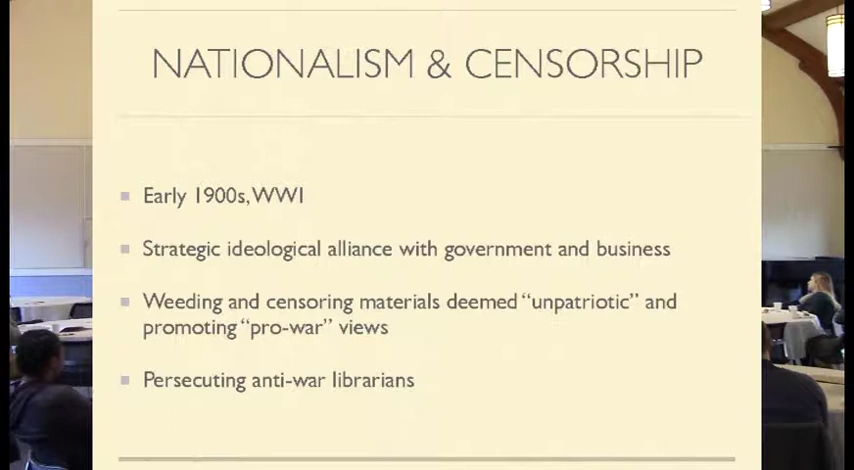 NATIONALISM & CENSORSHIP
Early 1900s, WWI
Strategic ideological alliance with government and business
Weeding and censoring materials deemed “unpatriotic” and
promoting “pro-war” views
Persecuting anti-war librarians